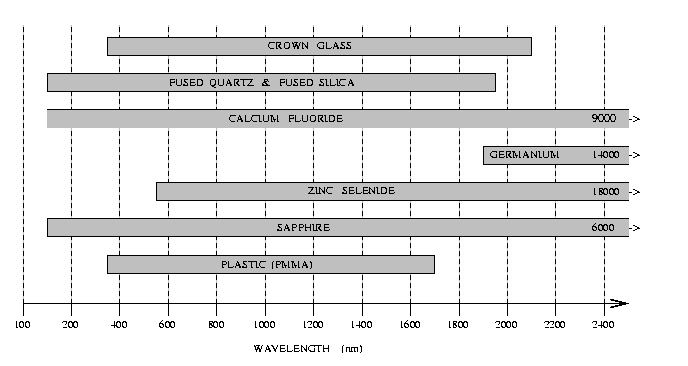 CROWN GLASS
FUSED QUARTZ & FUSED SILICA
CALCIUM FLUORIDE 9000 ->
GERMANIUM 14000 ->
ZINC SELENIDE 18000 ->
SAPPHIRE 6000 ->
PLASTIC (PMMA)
100 200 400 600 800 1000 1200 1400 1600 1800 2000 2200 2400
WAVELENGTH (nm)